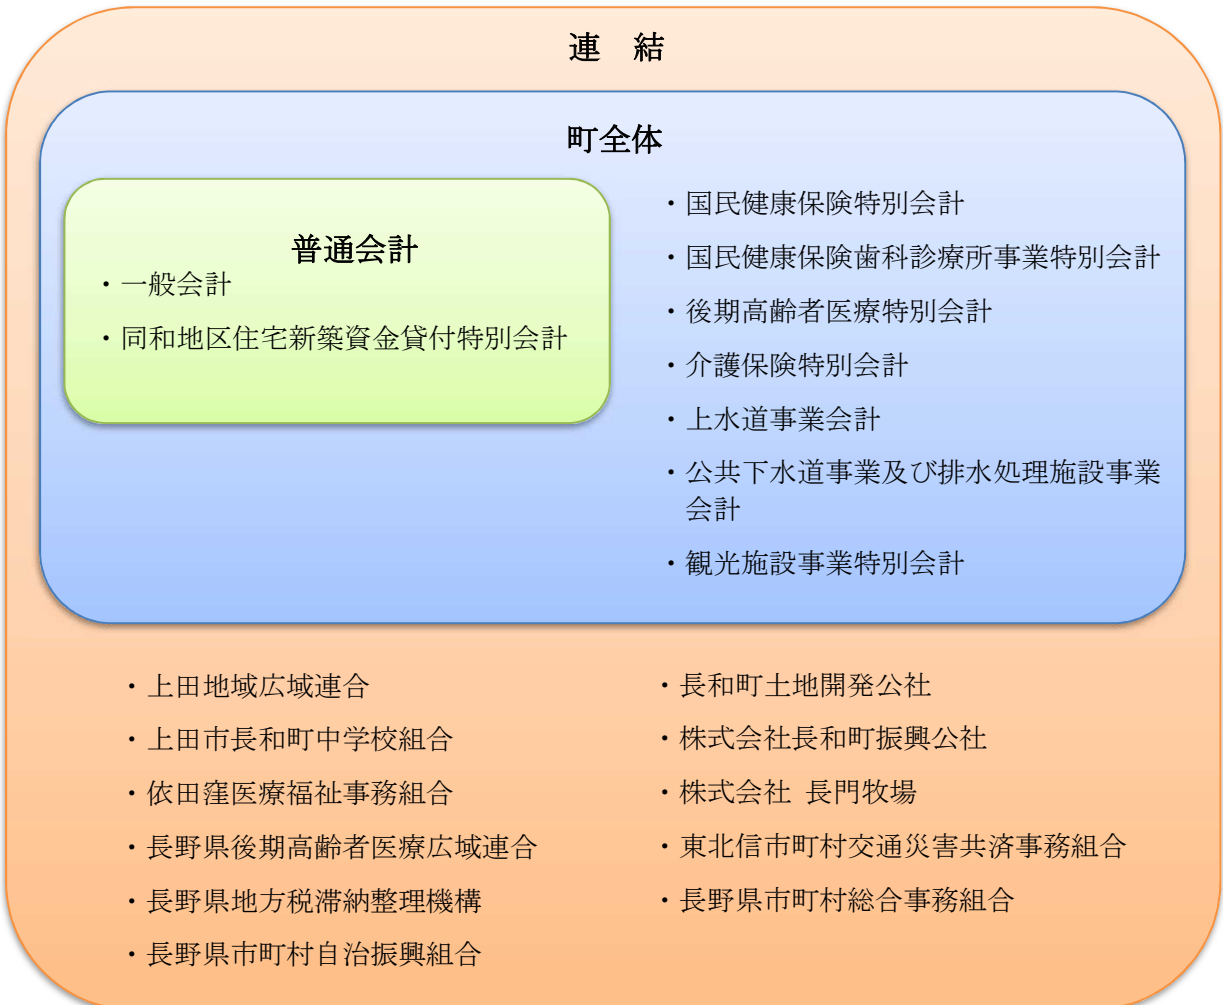 連　結
町全体
普通会計
・一般会計
・同和地区住宅新築資金貸付特別会計
・国民健康保険特別会計
・国民健康保険歯科診療所事業特別会計
・後期高齢者医療特別会計
・介護保険特別会計
・上水道事業会計
・公共下水道事業及び排水処理施設事業
会計
・観光施設事業特別会計
・上田地域広域連合
・上田市長和町中学校組合
・依田窪医療福祉事務組合
・長野県後期高齢者医療広域連合
・長野県地方税滞納整理機構
・長野県市町村自治振興組合
・長和町土地開発公社
・株式会社長和町振興公社
・株式会社 長門牧場
・東北信市町村交通災害共済事務組合
・長野県市町村総合事務組合